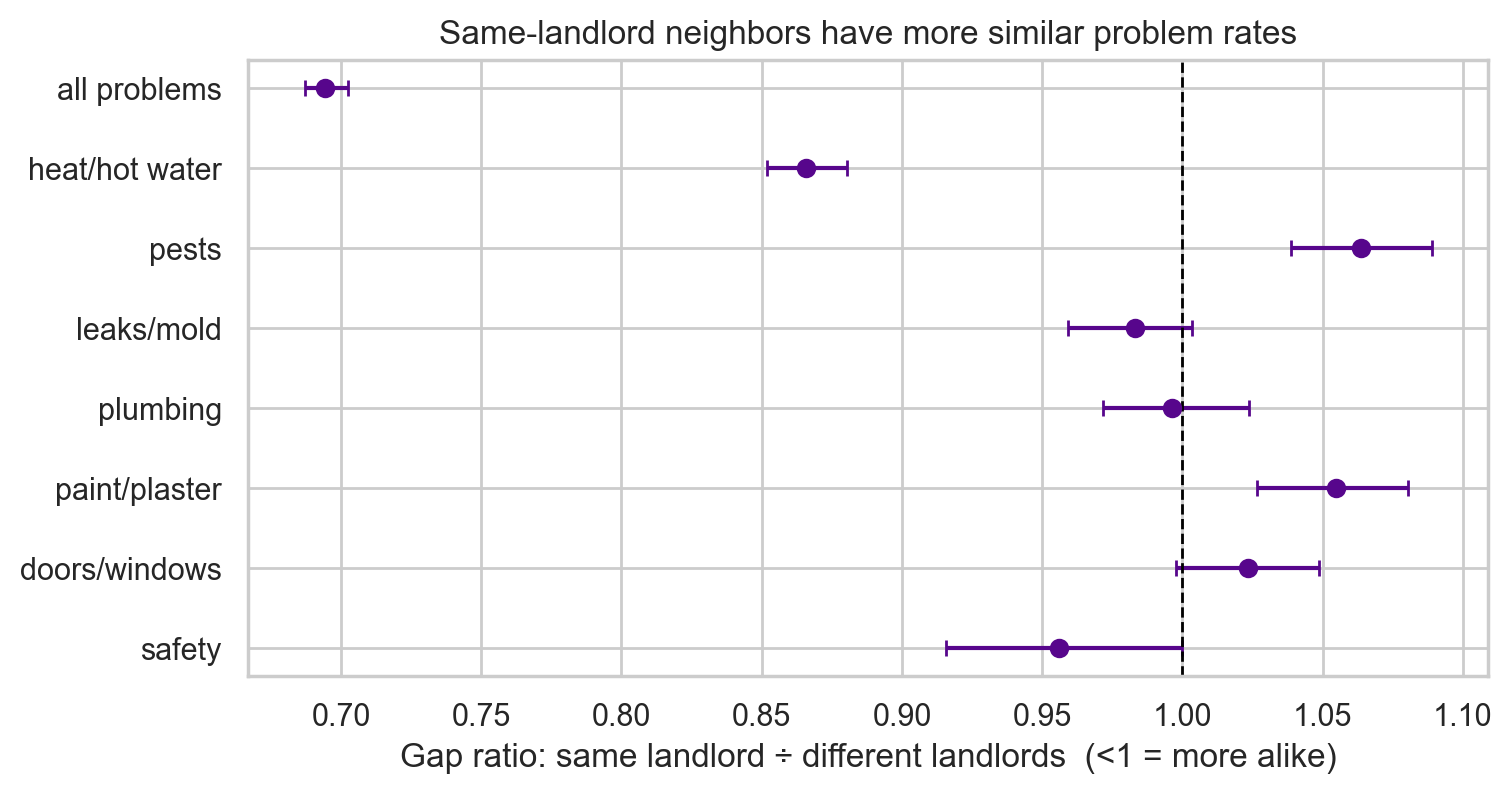 Same-landlord neighbors have more similar problem rates
all problems
heat/hot water
pests
leaks/mold
plumbing
paint/plaster
doors/windows
safety
0.70 0.75 0.80 0.85 0.90 0.95 1.00 1.05 1.10
Gap ratio: same landlord ÷ different landlords  (<1 = more alike)